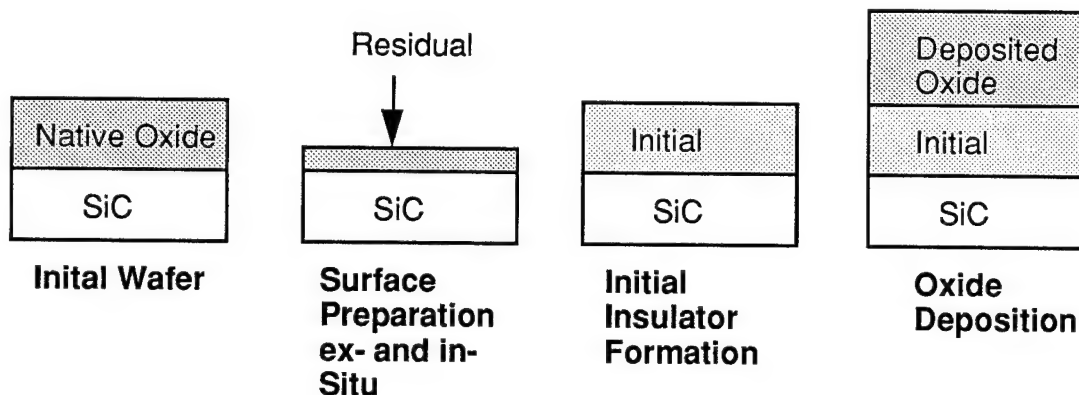 Native Oxide
SiC
Inital Wafer
Residual
SiC
Surface
Preparation
ex- and in-
Situ
Initial
SiC
Initial
Insulator
Formation
Deposited
Oxide
Initial
SiC
Oxide
Deposition